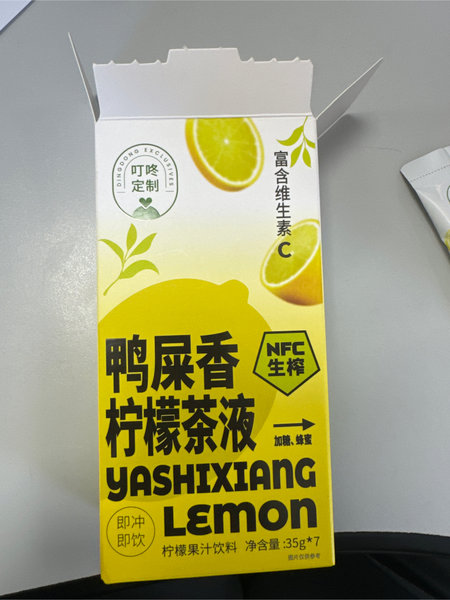 DINGDONG EXCLUSIVES
叮咚
定制
富含维生素C
鸭屎香
柠檬茶液
NFC
生榨
加糖、蜂蜜
YASHIXIANG
LEMON
即冲
即饮
柠檬果汁饮料 净含量:35g*7
图片仅供参考